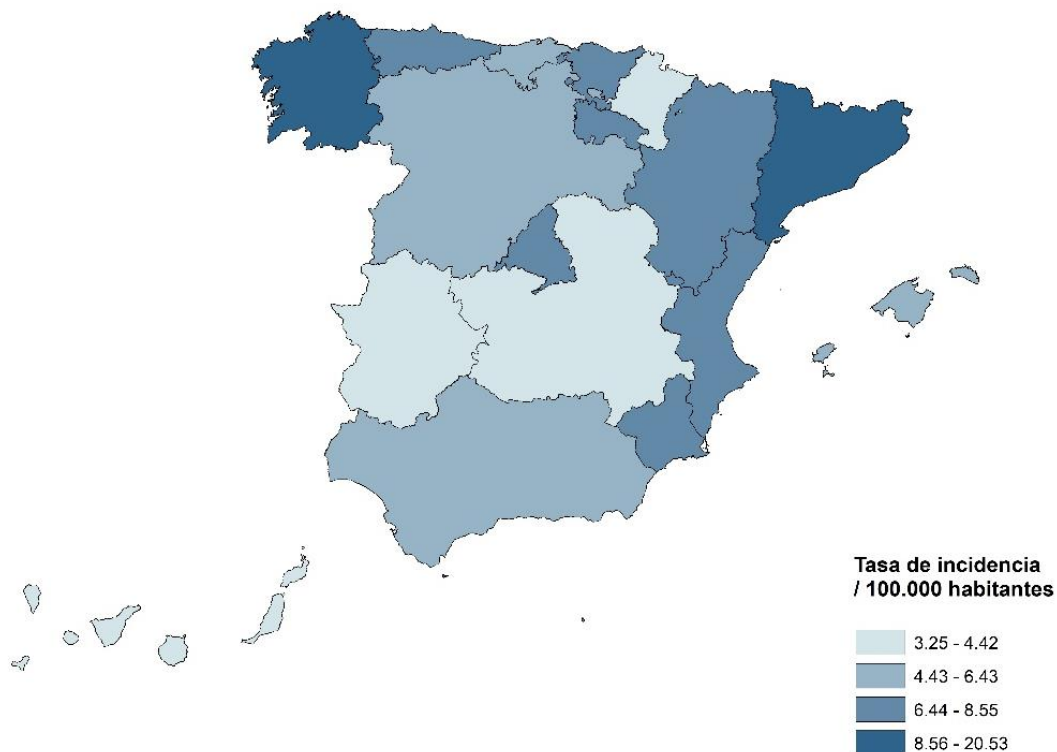 Tasa de incidencia
/ 100.000 habitantes
3.25 - 4.42
4.43 - 6.43
6.44 - 8.55
8.56 - 20.53